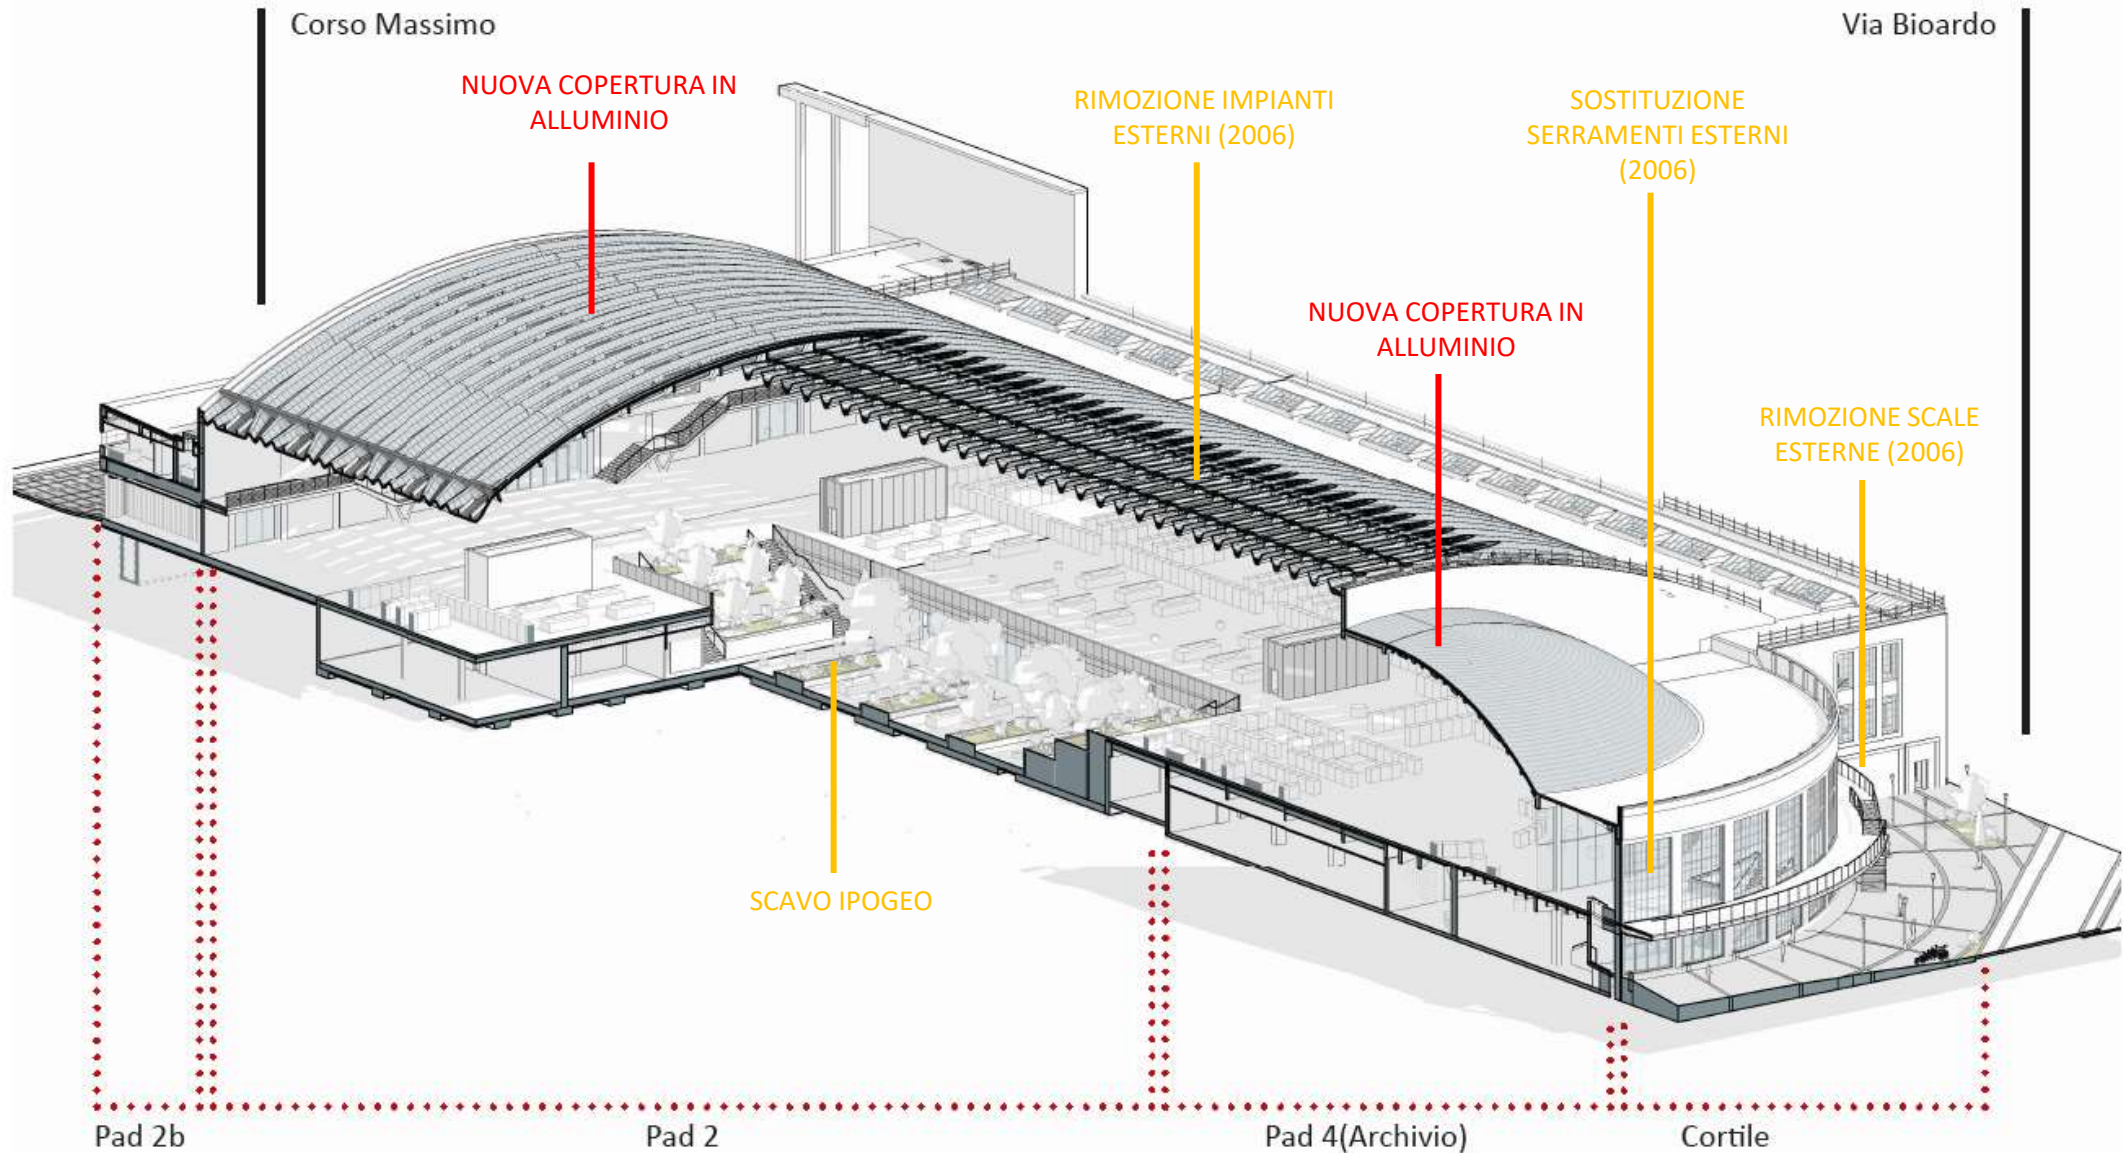 Corso Massimo
Via Bioardo
NUOVA COPERTURA IN
ALLUMINIO
RIMOZIONE IMPIANTI
ESTERNI (2006)
SOSTITUZIONE
SERRAMENTI ESTERNI
(2006)
NUOVA COPERTURA IN
ALLUMINIO
RIMOZIONE SCALE
ESTERNE (2006)
SCAVO IPOGEO
Pad 2b
Pad 2
Pad 4(Archivio)
Cortile